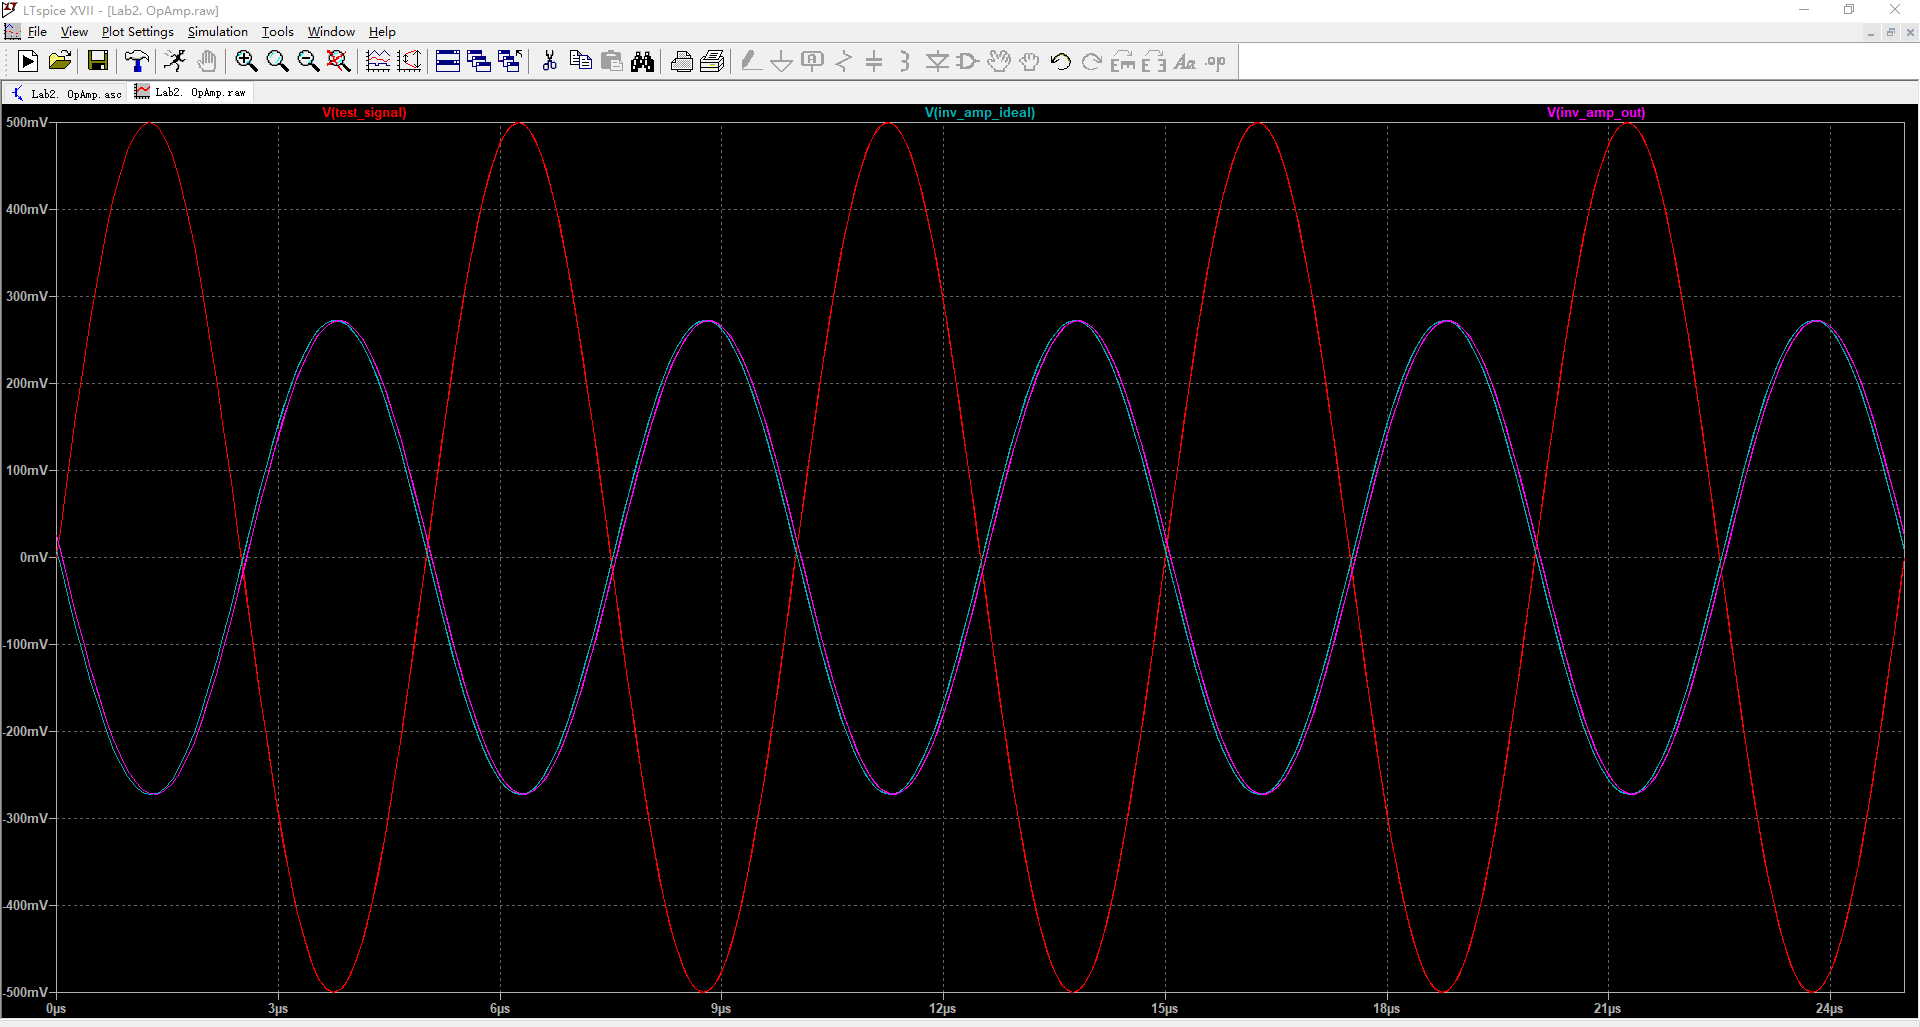 LTspice XVII - [Lab2. OpAmp.raw]
File View Plot Settings Simulation Tools Window Help
Aa .op
Lab2. OpAmp.asc Lab2. OpAmp.raw
V(test_signal) V(inv_amp_ideal) V(inv_amp_out)
500mV
400mV
300mV
200mV
100mV
0mV
-100mV
-200mV
-300mV
-400mV
-500mV
0µs 3µs 6µs 9µs 12µs 15µs 18µs 21µs 24µs